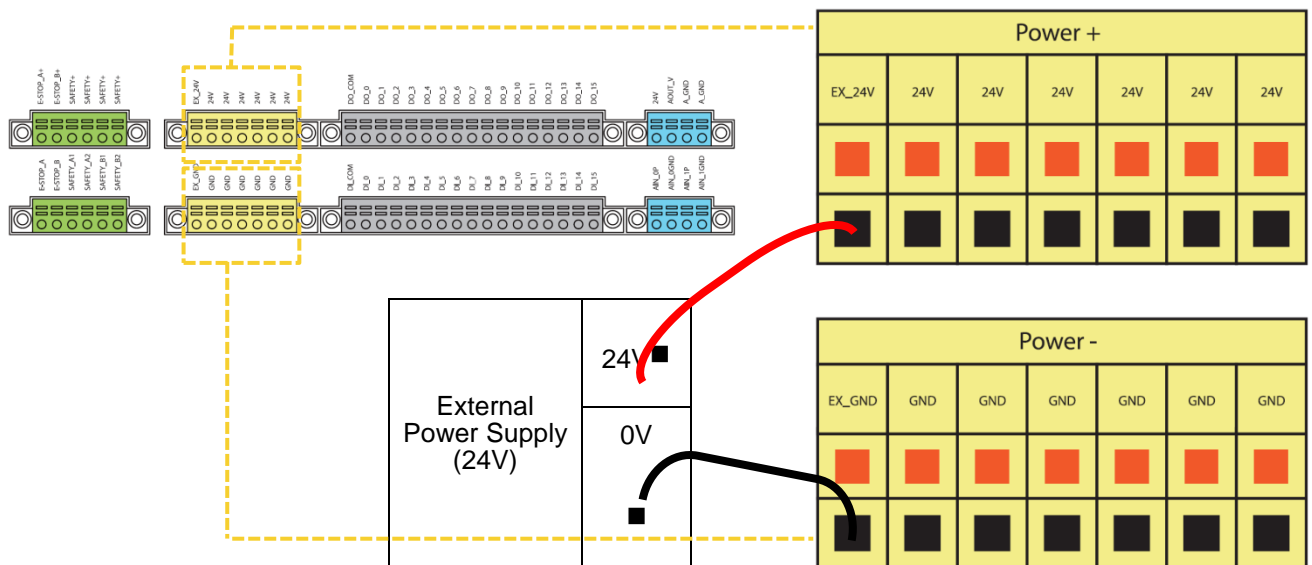 Power +
EX_24V 24V 24V 24V 24V 24V 24V
E-STOP_A+ E-STOP_B+ SAFETY+ SAFETY+ SAFETY+ SAFETY+
EX_24V 24V 24V 24V 24V 24V 24V
DO_COM DO_0 DO_1 DO_2 DO_3 DO_4 DO_5 DO_6 DO_7 DO_8 DO_9 DO_10 DO_11 DO_12 DO_13 DO_14 DO_15
24V AOUT_V A_GND A_GND
E-STOP_A E-STOP_B SAFETY_A1 SAFETY_A2 SAFETY_B1 SAFETY_B2
EX_GND GND GND GND GND GND GND
DI_COM DI_0 DI_1 DI_2 DI_3 DI_4 DI_5 DI_6 DI_7 DI_8 DI_9 DI_10 DI_11 DI_12 DI_13 DI_14 DI_15
AIN_0P AIN_0GND AIN_1P AIN_1GND
External
Power Supply
(24V)
24V
0V
Power -
EX_GND GND GND GND GND GND GND